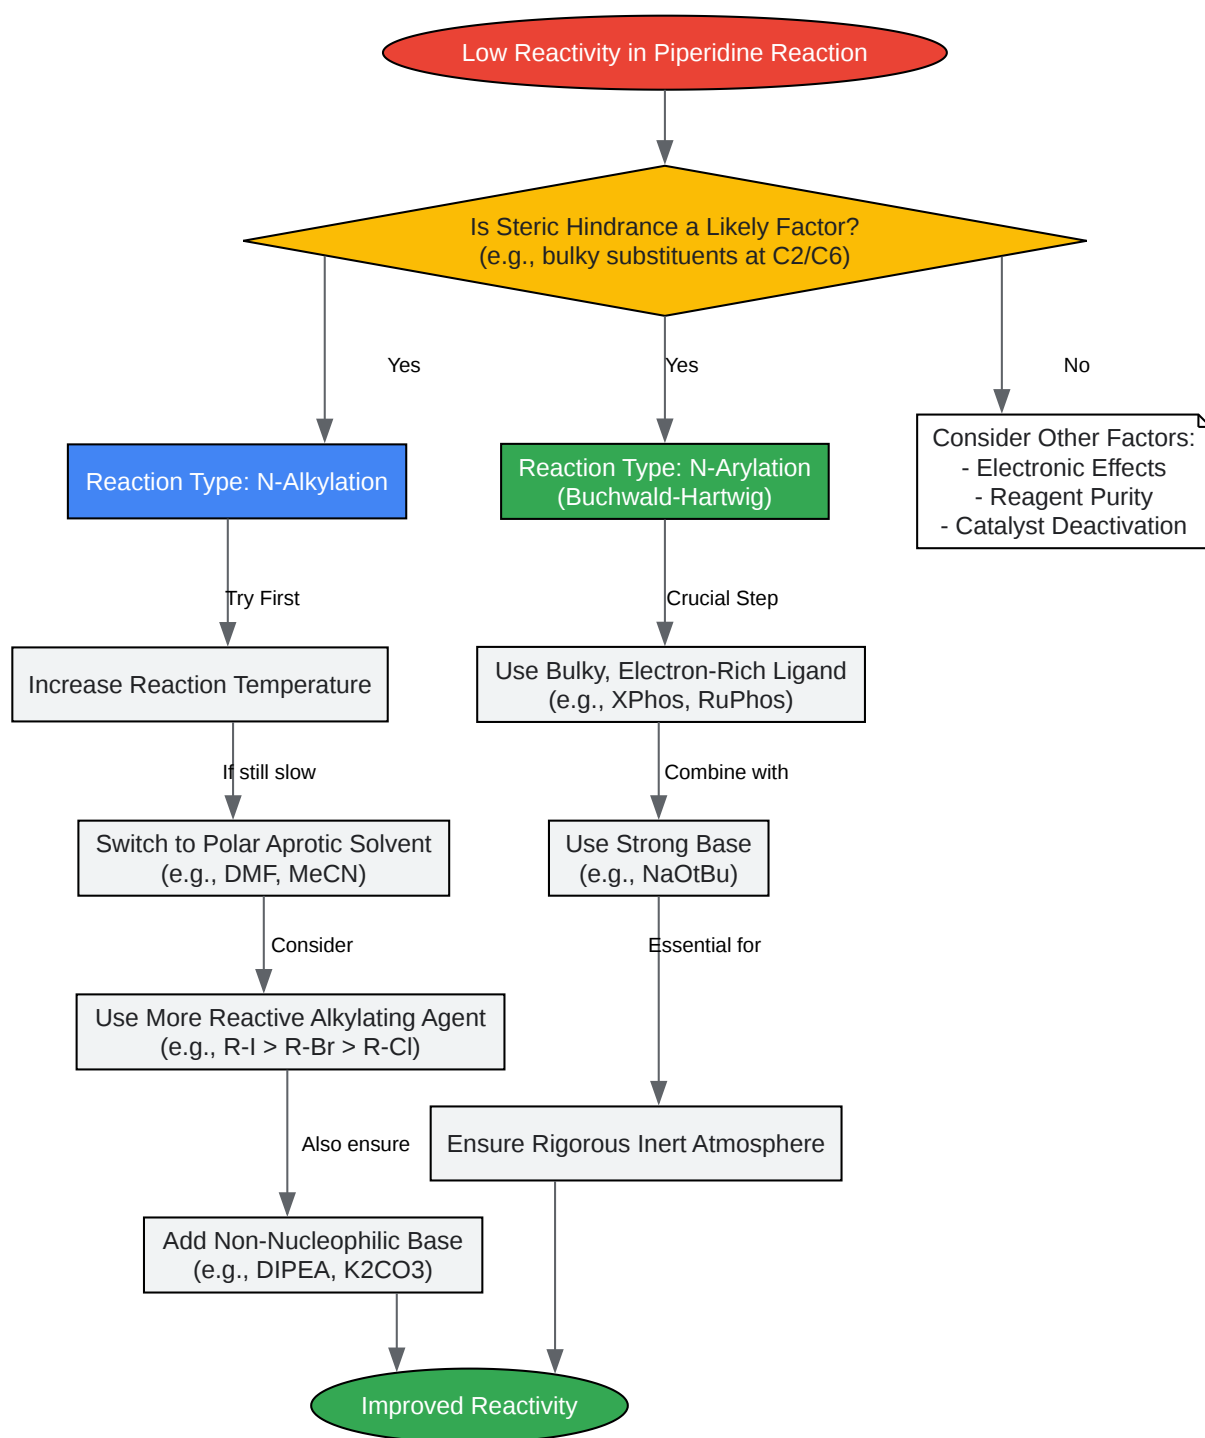 Low Reactivity in Piperidine Reaction
Is Steric Hindrance a Likely Factor?
(e.g., bulky substituents at C2/C6)
Yes
Yes
No
Reaction Type: N-Alkylation
Reaction Type: N-Arylation
(Buchwald-Hartwig)
Consider Other Factors:
- Electronic Effects
- Reagent Purity
- Catalyst Deactivation
Try First
Crucial Step
Increase Reaction Temperature
Use Bulky, Electron-Rich Ligand
(e.g., XPhos, RuPhos)
If still slow
Combine with
Switch to Polar Aprotic Solvent
(e.g., DMF, MeCN)
Use Strong Base
(e.g., NaOtBu)
Consider
Essential for
Use More Reactive Alkylating Agent
(e.g., R-I > R-Br > R-Cl)
Also ensure
Ensure Rigorous Inert Atmosphere
Add Non-Nucleophilic Base
(e.g., DIPEA, K2CO3)
Improved Reactivity